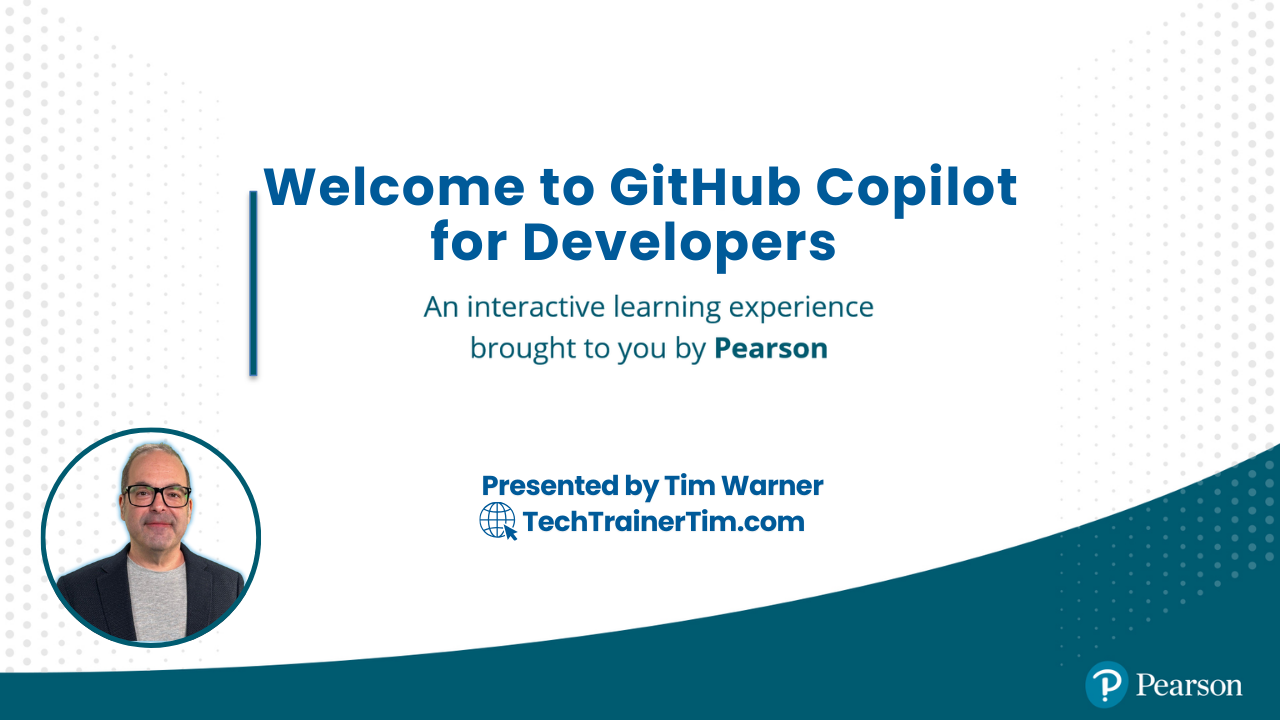 Welcome to GitHub Copilot
for Developers
An interactive learning experience
brought to you by Pearson
Presented by Tim Warner
TechTrainerTim.com
Pearson